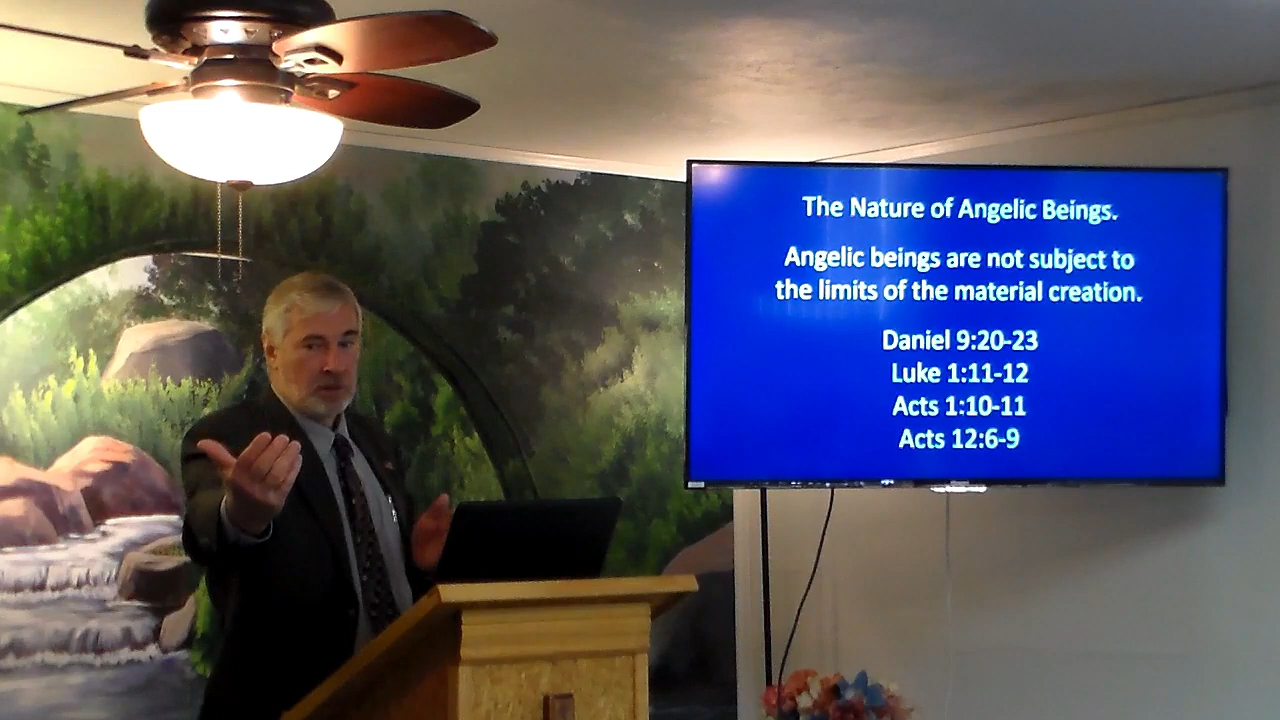 The Nature of Angelic Beings.
Angelic beings are not subject to
the limits of the material creation.
Daniel 9:20-23
Luke 1:11-12
Acts 1:10-11
Acts 12:6-9